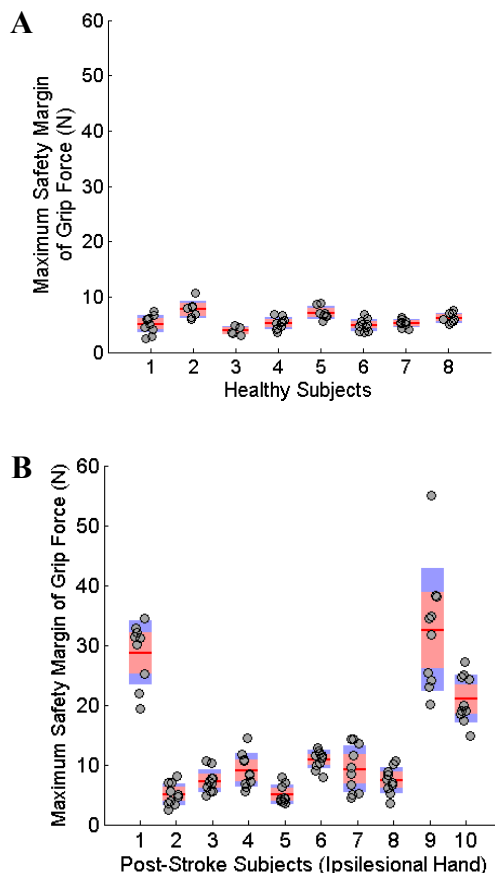 A
Maximum Safety Margin
of Grip Force (N)
60
50
40
30
20
10
0
1 2 3 4 5 6 7 8
Healthy Subjects
B
Maximum Safety Margin of Grip Force (N)
60
50
40
30
20
10
0
1 2 3 4 5 6 7 8 9 10
Post-Stroke Subjects (Ipsilesional Hand)